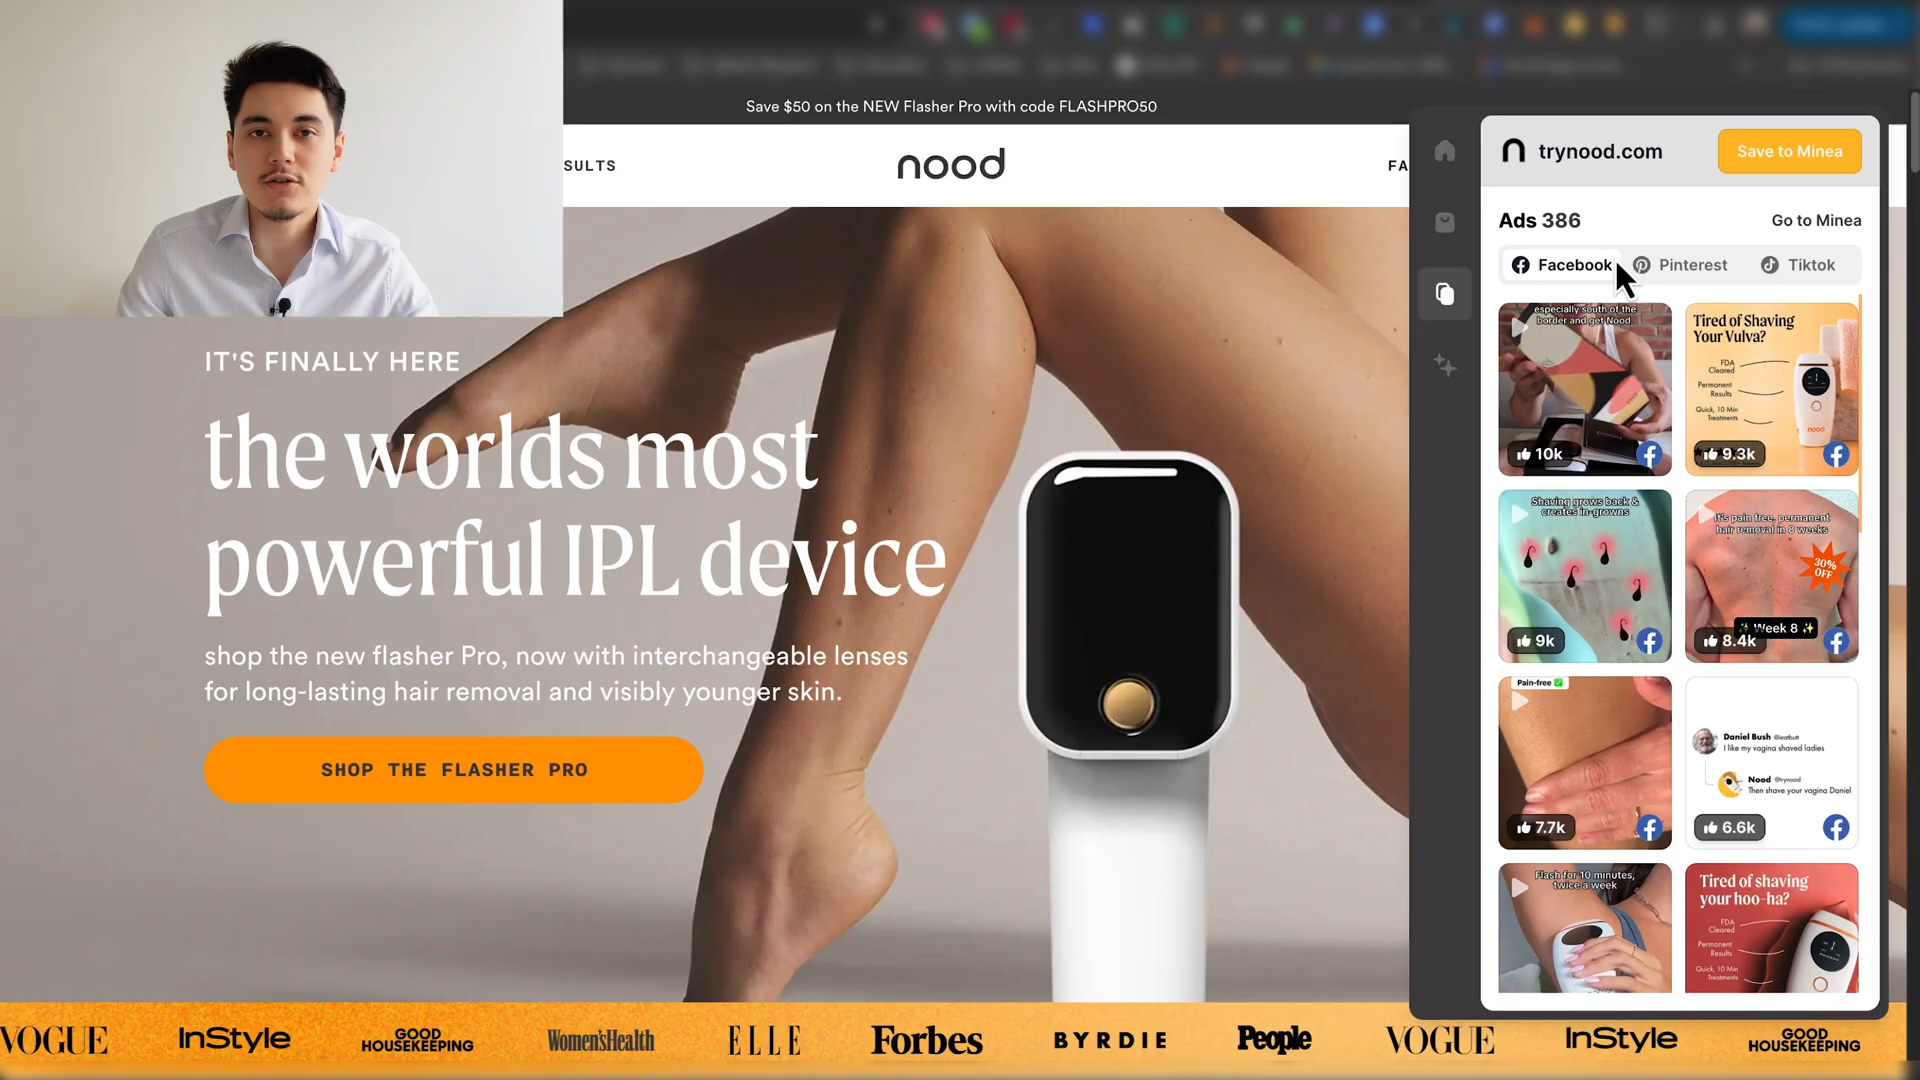 Save $50 on the NEW Flasher Pro with code FLASHPRO50
SULTS
nood
FA
IT'S FINALLY HERE
the worlds most
powerful IPL device
shop the new flasher Pro, now with interchangeable lenses
for long-lasting hair removal and visibly younger skin.
SHOP THE FLASHER PRO
VOGUE
InStyle
GOOD
HOUSEKEEPING
Women'sHealth
ELLE
Forbes
BYRDIE
People
VOGUE
InStyle
GOOD
HOUSEKEEPING
trynood.com
Save to Minea
Ads 386
Go to Minea
Facebook
Pinterest
Tiktok
especially south of the
border and get Nood.
10k
Tired of Shaving
Your Vulva?
FDA
Cleared
Permanent
Results
Quick, 10 Min
Treatments
nood
9.3k
Shaving grows back &
creates in-growns
9k
It's pain free, permanent
hair removal in 8 weeks
30%
OFF
Week 8
8.4k
Pain-free
7.7k
Daniel Bush @ieatbutt
I like my vagina shaved ladies
Nood @trynood
Then shave your vagina Daniel
6.6k
Flash for 10 minutes,
twice a week
Tired of shaving
your hoo-ha?
FDA
Cleared
Permanent
Results
Quick, 10 Min
Treatments